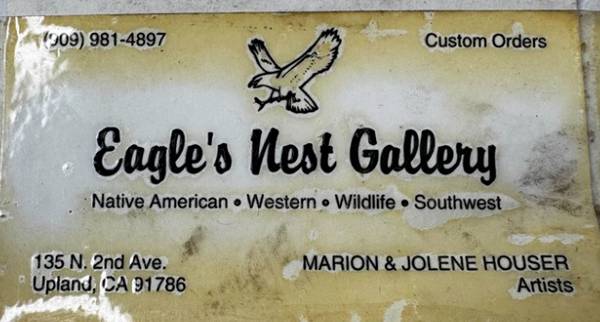 (909) 981-4897
Custom Orders
Eagle's Nest Gallery
Native American • Western • Wildlife • Southwest
135 N. 2nd Ave.
Upland, CA 91786
MARION & JOLENE HOUSER
Artists